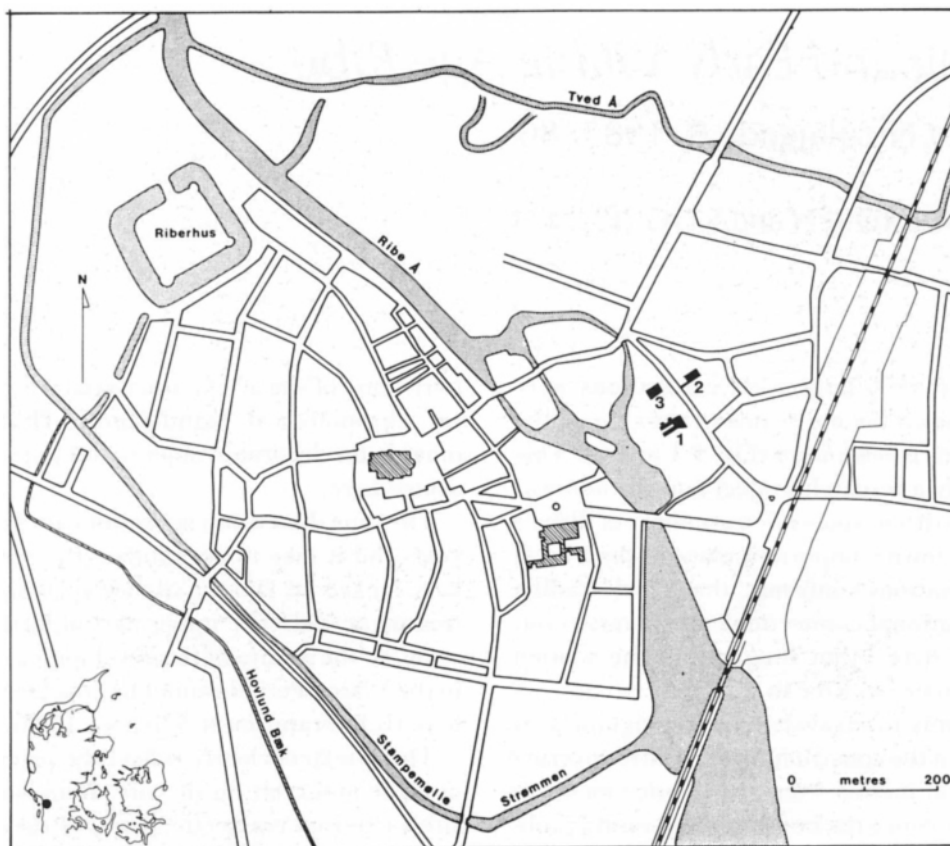 Tved Å
Riberhus
Ribe Å
N
2
3
1
Hovlund Bæk
Stampemølle Strømmen
0 metres 200